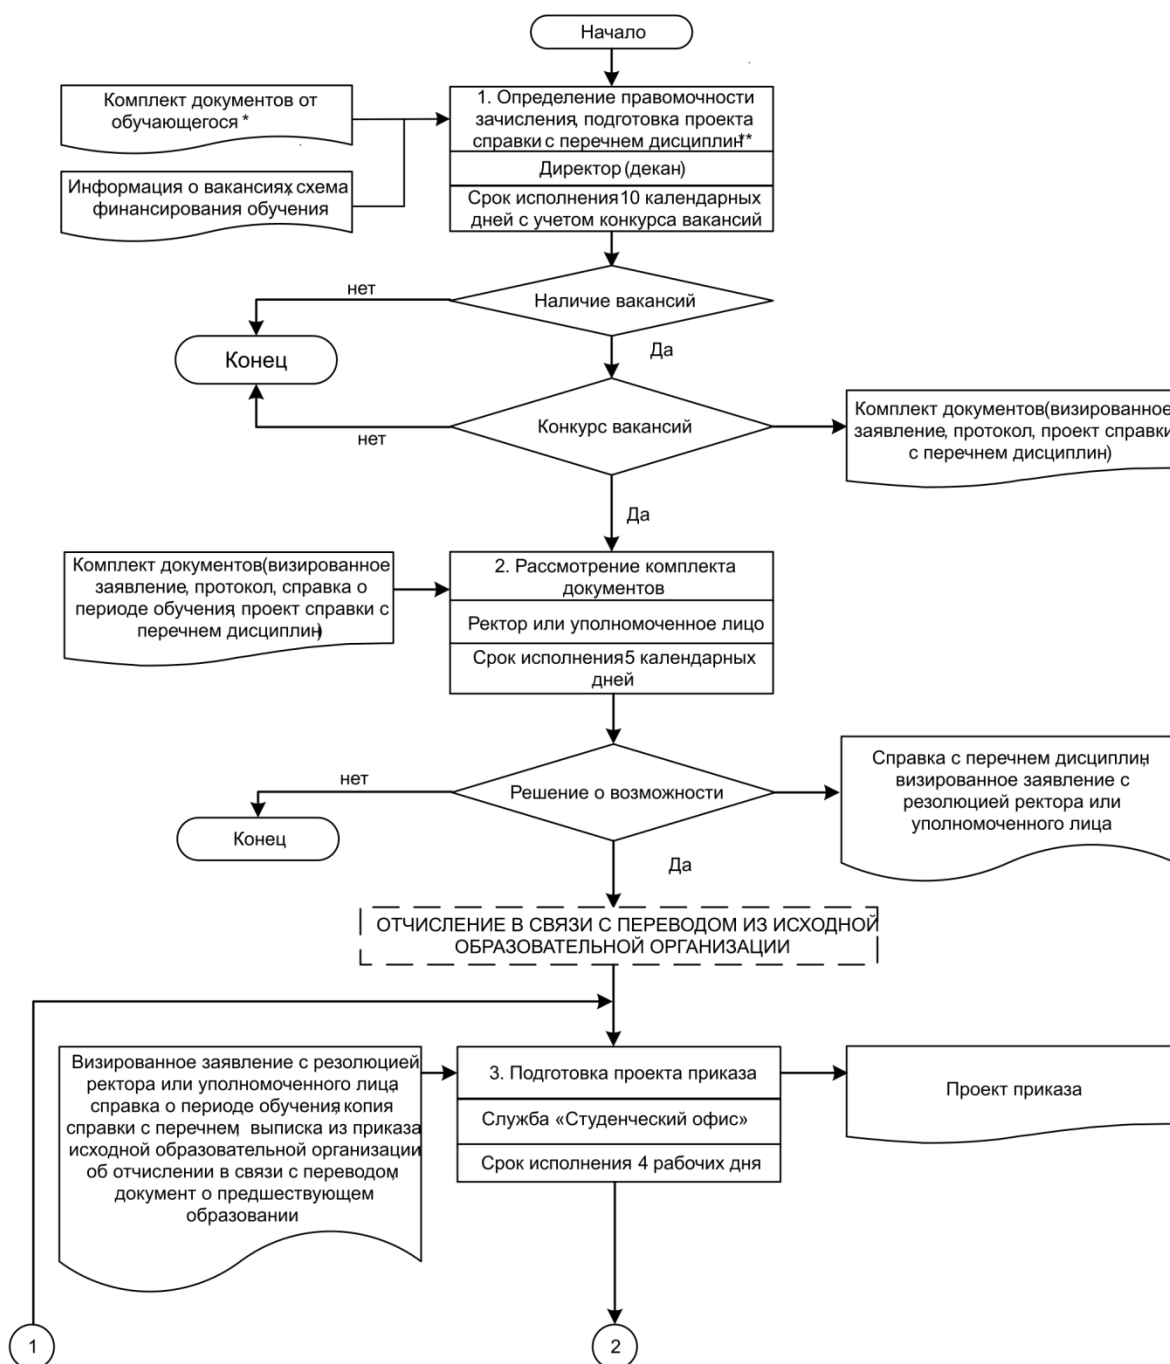 Начало
Комплект документов от
обучающегося *
1. Определение правомочности
зачисления, подготовка проекта
справки с перечнем дисциплин**
Директор (декан)
Информация о вакансиях, схема
финансирования обучения
Срок исполнения 10 календарных
дней с учетом конкурса вакансий
нет
Наличие вакансий
Конец
Да
нет
Конкурс вакансий
Комплект документов(визированное
заявление, протокол, проект справки
с перечнем дисциплин)
Да
Комплект документов(визированное
заявление, протокол, справка о
периоде обучения, проект справки с
перечнем дисциплин)
2. Рассмотрение комплекта
документов
Ректор или уполномоченное лицо
Срок исполнения 5 календарных
дней
нет
Решение о возможности
Справка с перечнем дисциплин,
визированное заявление с
резолюцией ректора или
уполномоченного лица
Конец
Да
ОТЧИСЛЕНИЕ В СВЯЗИ С ПЕРЕВОДОМ ИЗ ИСХОДНОЙ
ОБРАЗОВАТЕЛЬНОЙ ОРГАНИЗАЦИИ
Визированное заявление с резолюцией
ректора или уполномоченного лица,
справка о периоде обучения, копия
справки с перечнем, выписка из приказа
исходной образовательной организации
об отчислении в связи с переводом,
документ о предшествующем
образовании
3. Подготовка проекта приказа
Служба «Студенческий офис»
Срок исполнения 4 рабочих дня
Проект приказа
1
2